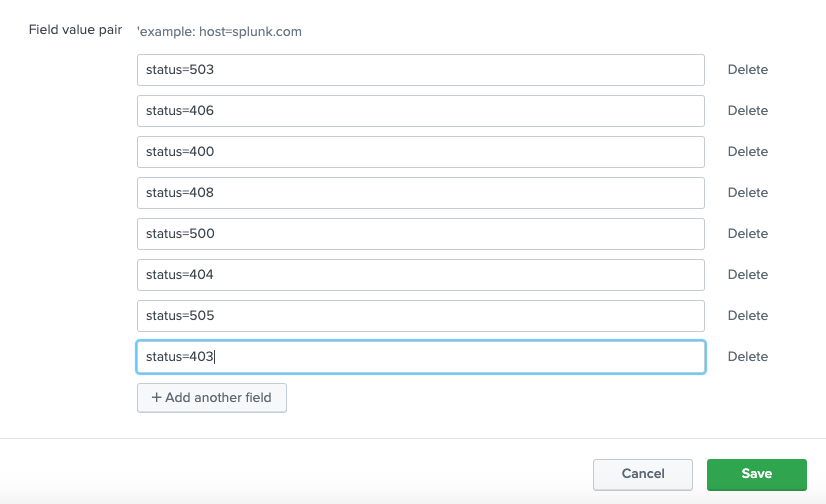 Field value pair 'example: host=splunk.com
status=503 Delete
status=406 Delete
status=400 Delete
status=408 Delete
status=500 Delete
status=404 Delete
status=505 Delete
status=403 Delete
+ Add another field
Cancel Save